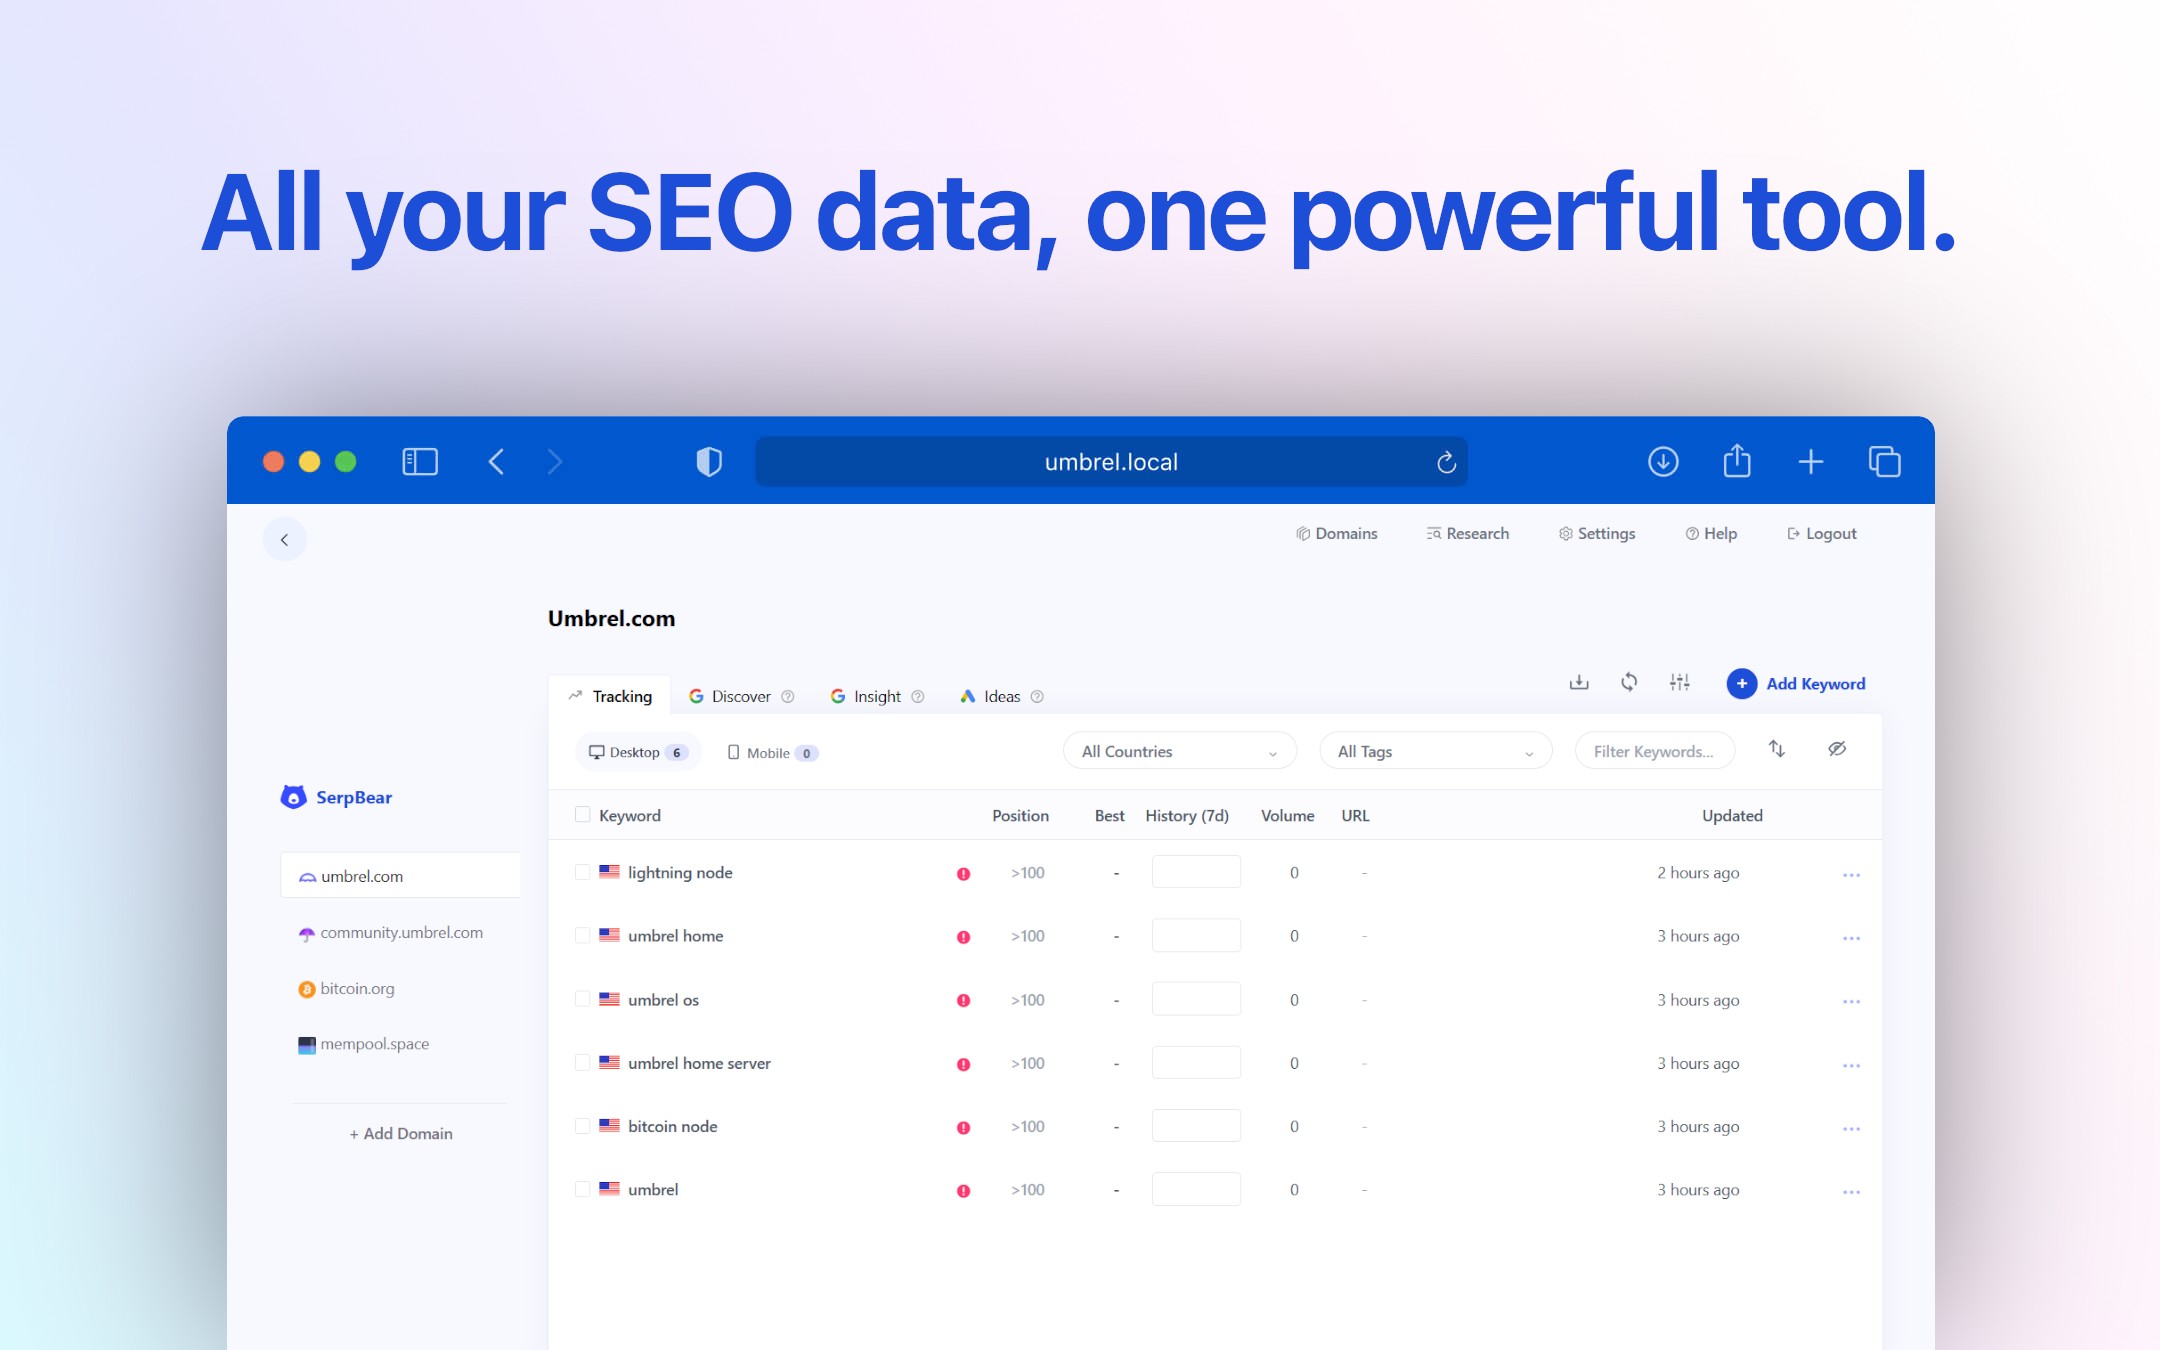 All your SEO data, one powerful tool.
umbrel.local
Domains Research Settings Help Logout
Umbrel.com
Tracking Discover Insight Ideas Add Keyword
Desktop 6 Mobile 0 All Countries All Tags Filter Keywords...
SerpBear
umbrel.com
community.umbrel.com
bitcoin.org
mempool.space
+ Add Domain
Keyword Position Best History (7d) Volume URL Updated
lightning node >100 - 0 - 2 hours ago
umbrel home >100 - 0 - 3 hours ago
umbrel os >100 - 0 - 3 hours ago
umbrel home server >100 - 0 - 3 hours ago
bitcoin node >100 - 0 - 3 hours ago
umbrel >100 - 0 - 3 hours ago